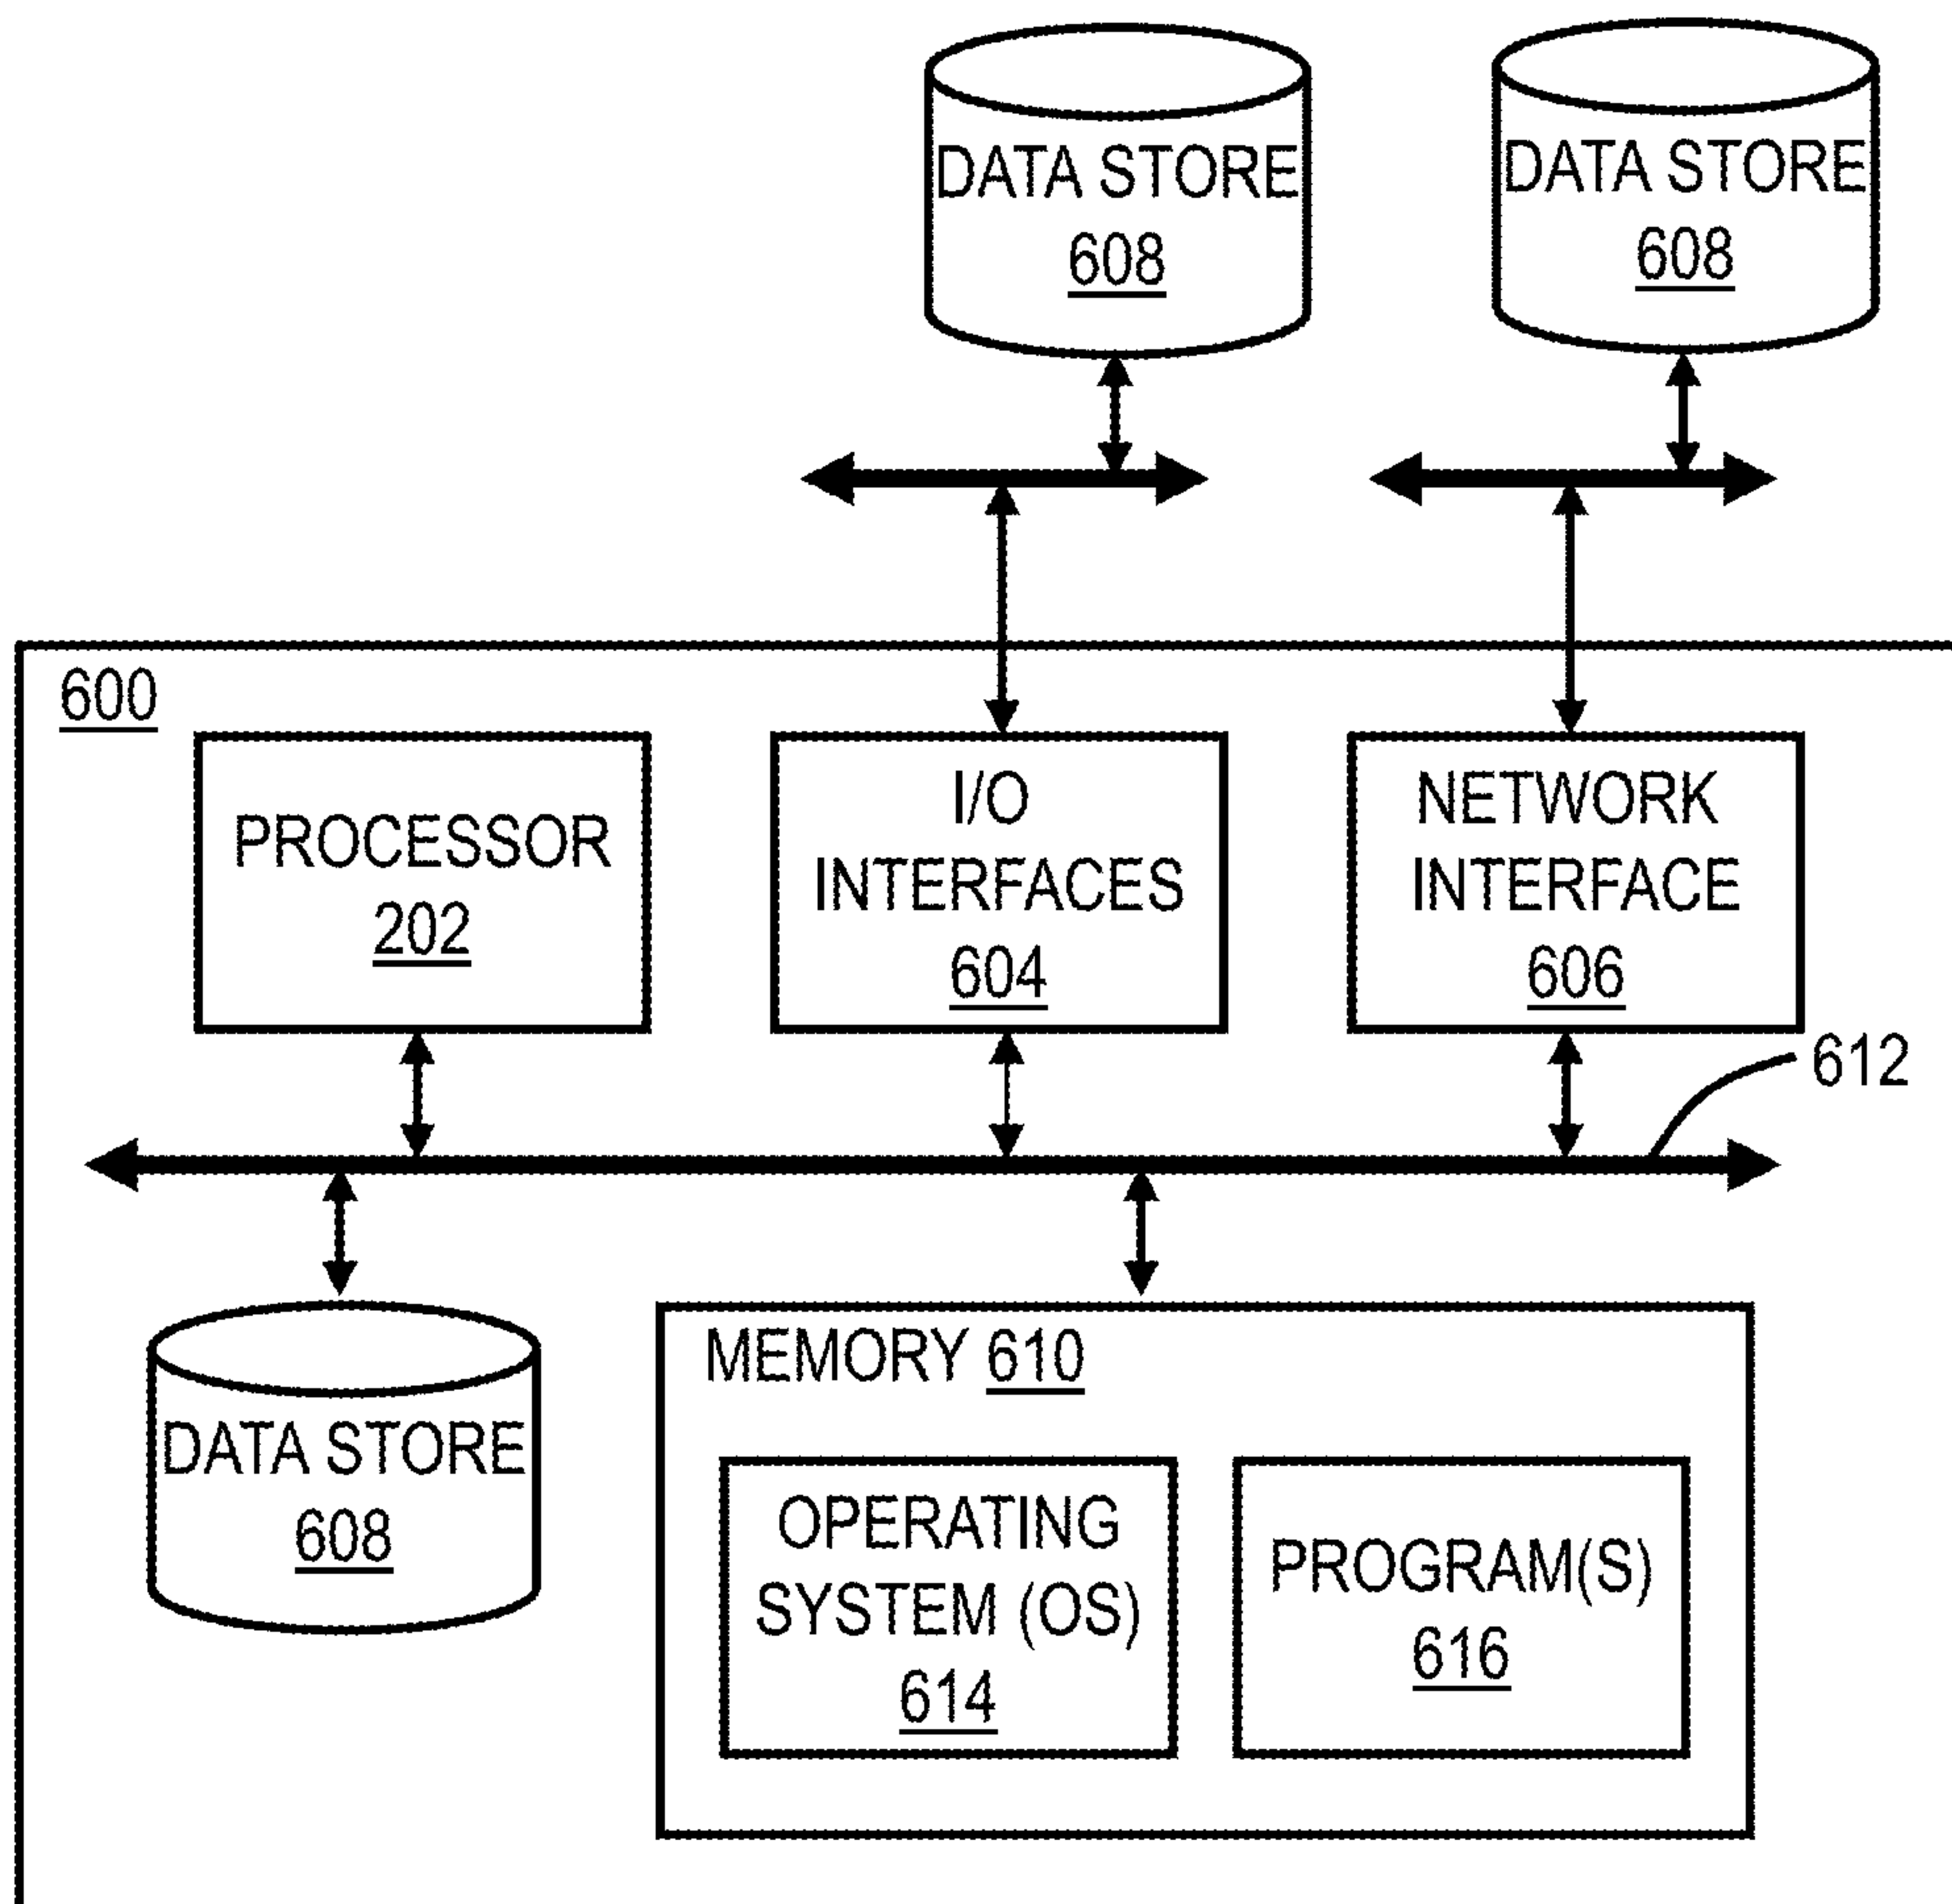 DATA STORE
608
DATA STORE
608
600
PROCESSOR
202
I/O
INTERFACES
604
NETWORK
INTERFACE
606
612
DATA STORE
608
MEMORY 610
OPERATING
SYSTEM (OS)
614
PROGRAM(S)
616